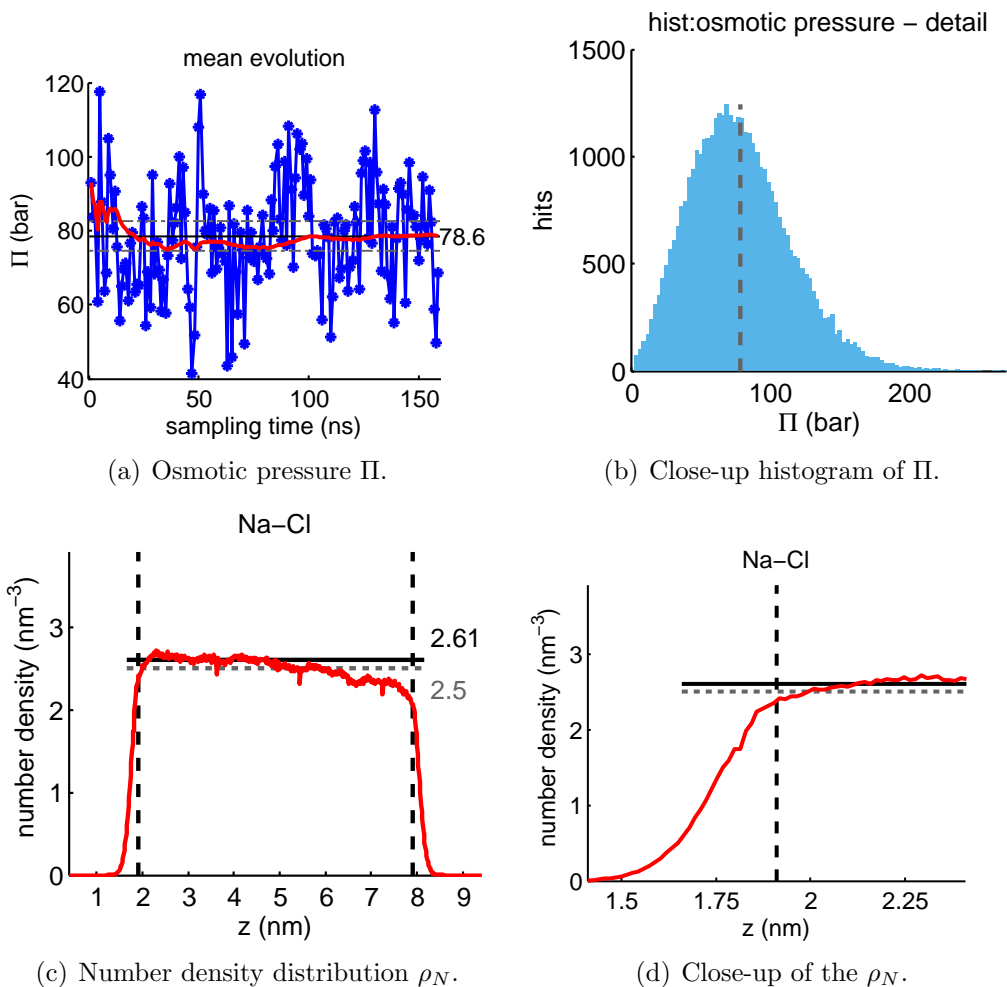 mean evolution
120
100
80
60
40
Π (bar)
78.6
0
50
100
150
sampling time (ns)
(a) Osmotic pressure Π.
hist:osmotic pressure − detail
1500
1000
500
0
hits
0
100
200
Π (bar)
(b) Close-up histogram of Π.
Na−Cl
3
2
1
0
number density (nm−3)
2.61
2.5
1 2 3 4 5 6 7 8 9
z (nm)
(c) Number density distribution ρN.
Na−Cl
3
2
1
0
number density (nm−3)
1.5 1.75 2 2.25
z (nm)
(d) Close-up of the ρN.